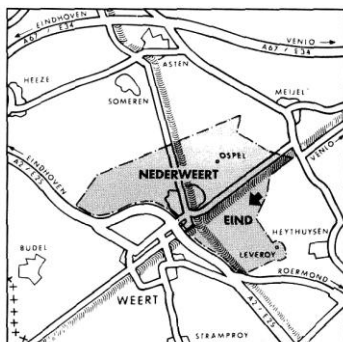 EINDHOVEN
A67 / E34
VENLO
A67 / E34
ASTEN
HEEZE
SOMEREN
MEIJEL
VENLO
OSPEL
NEDERWEERT
EINDHOVEN
A2 / E25
EIND
HEYTHUYSEN
BUDEL
LEVEROY
ROERMOND
WEERT
A2 / E25
STRAMPROY